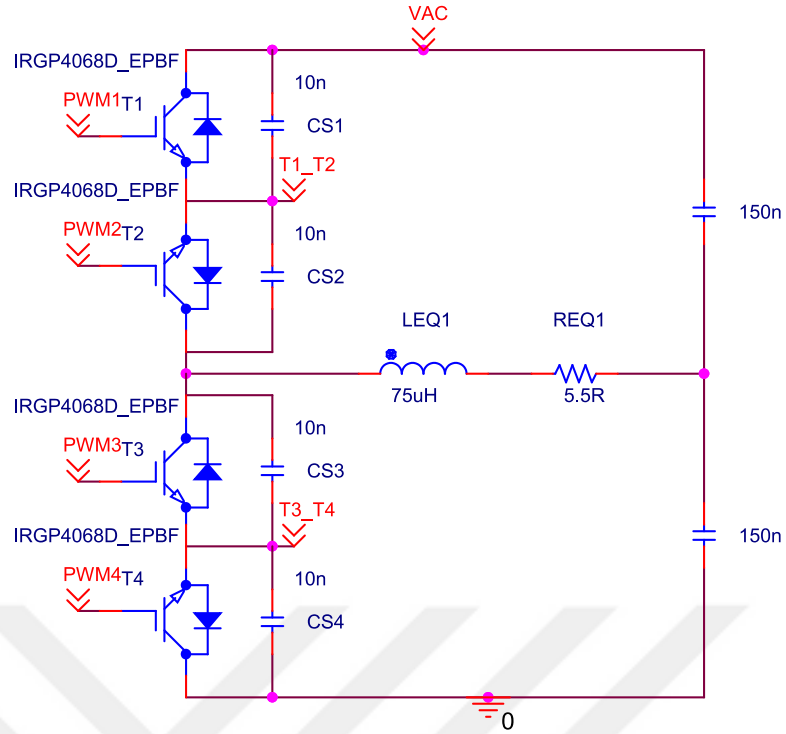 VAC
IRGP4068D_EPBF
10n
PWM1
T1
CS1
T1_T2
IRGP4068D_EPBF
150n
10n
PWM2
T2
CS2
LEQ1
REQ1
75uH
5.5R
IRGP4068D_EPBF
10n
PWM3
T3
CS3
T3_T4
IRGP4068D_EPBF
150n
10n
PWM4
T4
CS4
0